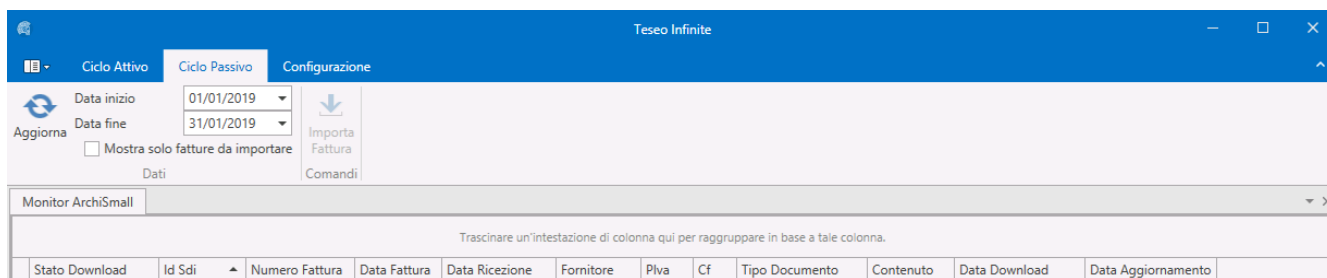 Teseo Infinite
Ciclo Attivo Ciclo Passivo Configurazione
Aggiorna
Data inizio 01/01/2019
Data fine 31/01/2019
Mostra solo fatture da importare
Dati
Importa
Fattura
Comandi
Monitor ArchiSmall
Trascinare un'intestazione di colonna qui per raggruppare in base a tale colonna.
Stato Download Id Sdi Numero Fattura Data Fattura Data Ricezione Fornitore PIva Cf Tipo Documento Contenuto Data Download Data Aggiornamento